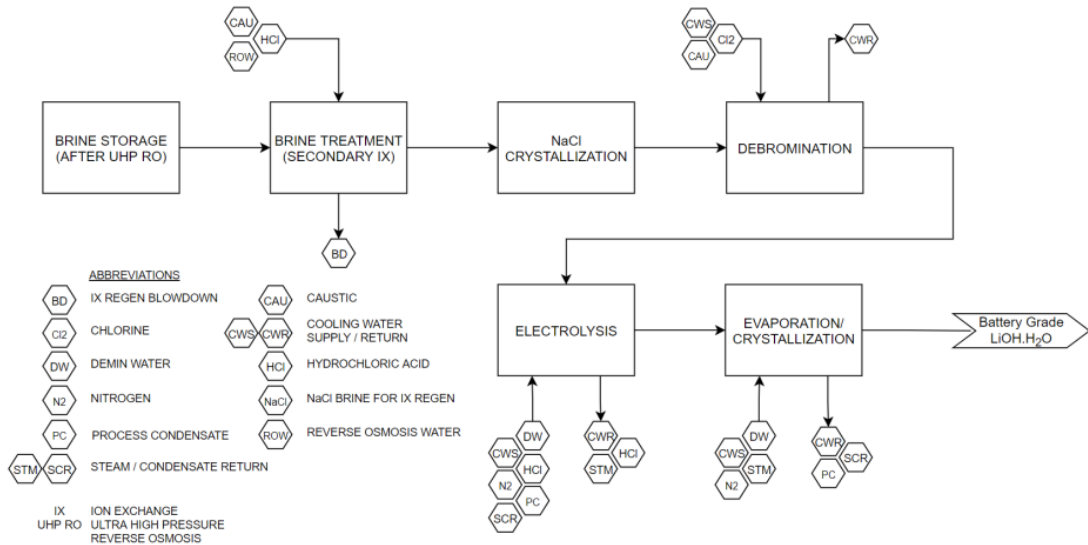 CAU
HCl
ROW
CWS
Cl2
CAU
CWR
BRINE STORAGE
(AFTER UHP RO)
BRINE TREATMENT
(SECONDARY IX)
NaCl
CRYSTALLIZATION
DEBROMINATION
BD
ABBREVIATIONS
BD IX REGEN BLOWDOWN
Cl2 CHLORINE
DW DEMIN WATER
N2 NITROGEN
PC PROCESS CONDENSATE
STM SCR STEAM / CONDENSATE RETURN
IX ION EXCHANGE
UHP RO ULTRA HIGH PRESSURE
REVERSE OSMOSIS
CAU CAUSTIC
CWS CWR COOLING WATER
SUPPLY / RETURN
HCl HYDROCHLORIC ACID
NaCl NaCl BRINE FOR IX REGEN
ROW REVERSE OSMOSIS WATER
ELECTROLYSIS
EVAPORATION/
CRYSTALLIZATION
Battery Grade
LiOH.H2O
DW
CWS
HCl
N2
PC
SCR
CWR
HCl
STM
DW
CWS
STM
N2
CWR
SCR
PC